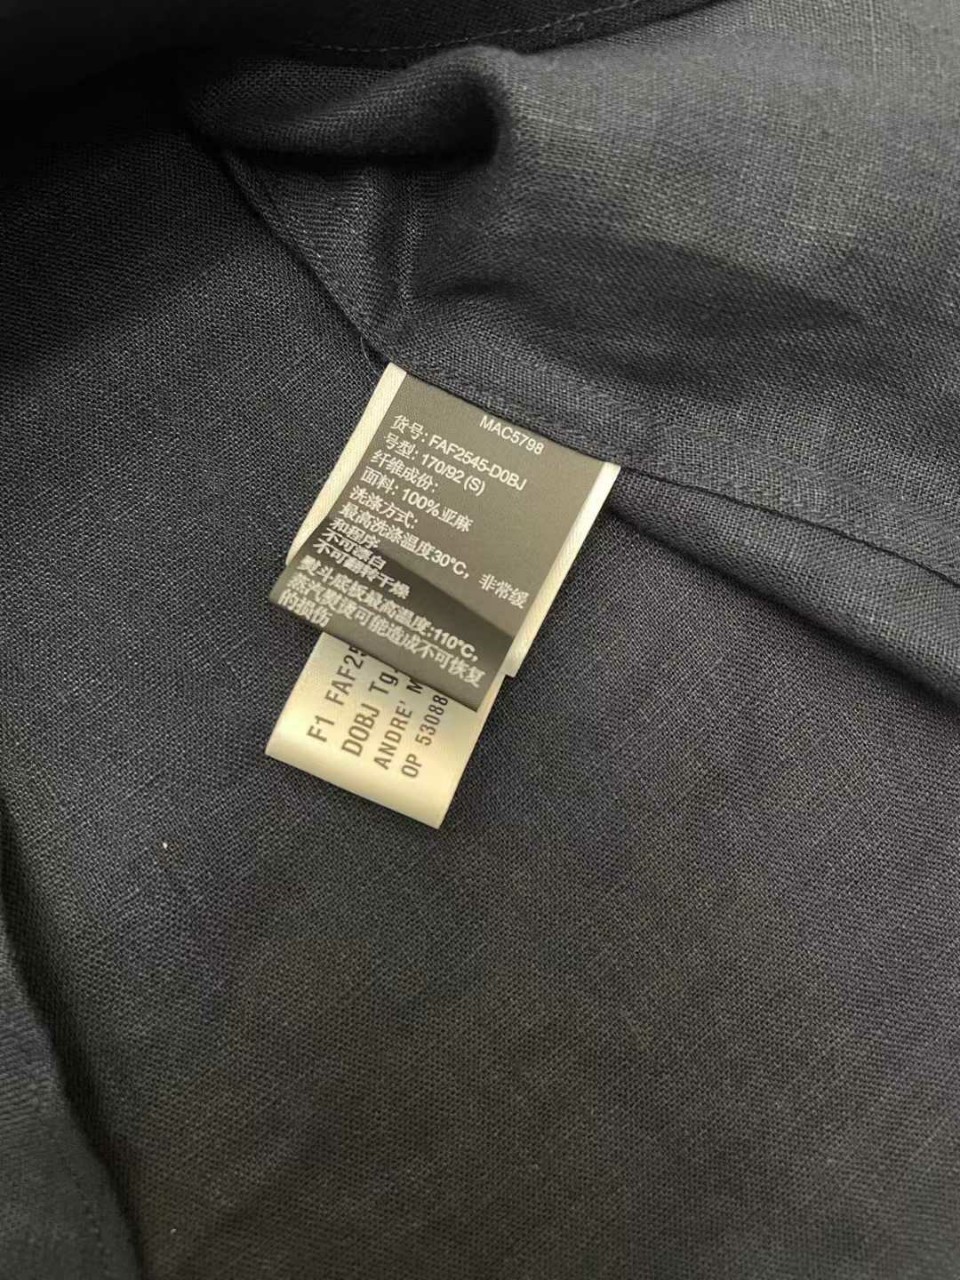 MAC5798
货号: FAF2545-D0BJ
号型: 170/92 (S)
纤维成份:
面料: 100%亚麻
洗涤方式:
最高洗涤温度30℃, 非常缓
和程序
不可漂白
不可翻转干燥
熨斗底板最高温度:110℃,
蒸汽熨烫可能造成不可恢复
的损伤
F1 FAF25
D0BJ Tg.
ANDRE' M
OP 53088